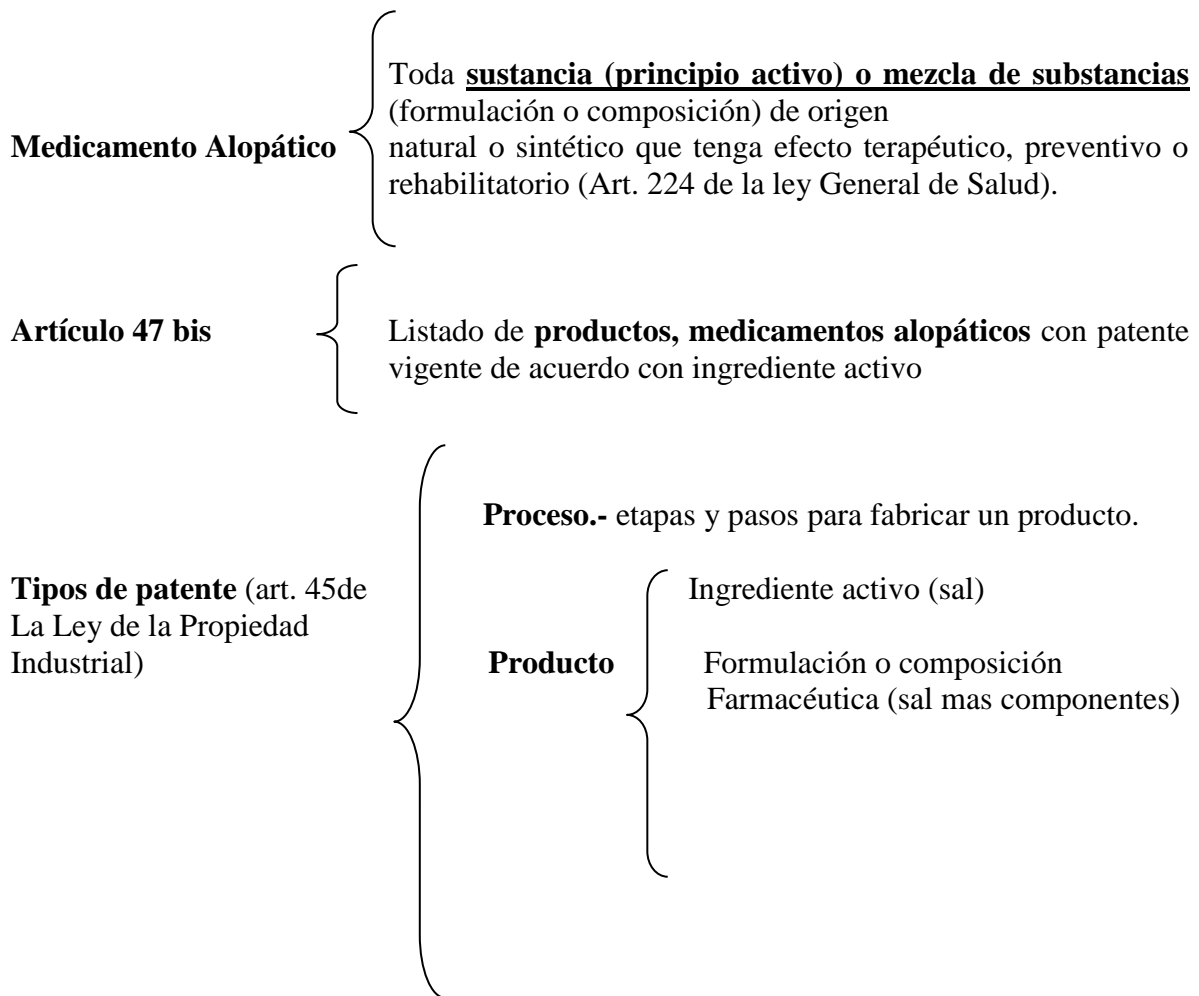 Toda sustancia (principio activo) o mezcla de substancias
(formulación o composición) de origen
Medicamento Alopático
natural o sintético que tenga efecto terapéutico, preventivo o
rehabilitatorio (Art. 224 de la ley General de Salud).
Artículo 47 bis
Listado de productos, medicamentos alopáticos con patente
vigente de acuerdo con ingrediente activo
Proceso.- etapas y pasos para fabricar un producto.
Tipos de patente (art. 45de
La Ley de la Propiedad
Industrial)
Producto
Ingrediente activo (sal)
Formulación o composición
Farmacéutica (sal mas componentes)